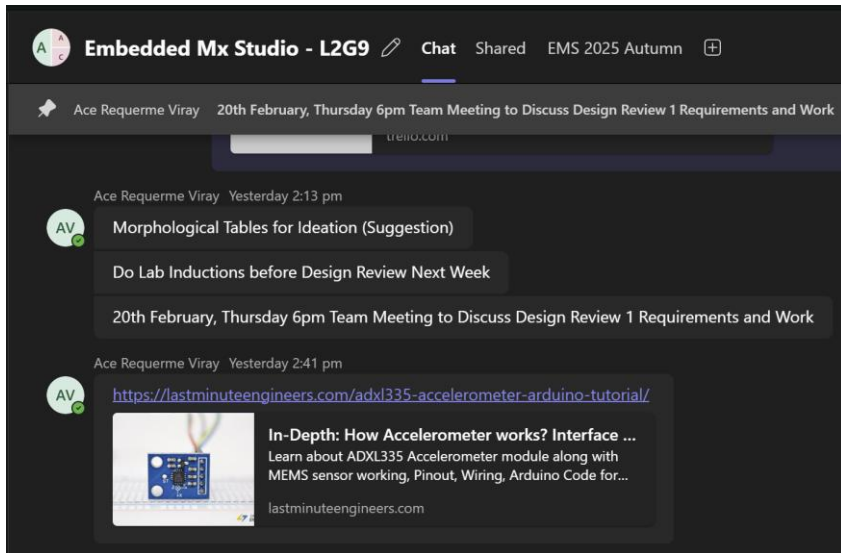 A A C Embedded Mx Studio - L2G9 Chat Shared EMS 2025 Autumn
Ace Requerme Viray 20th February, Thursday 6pm Team Meeting to Discuss Design Review 1 Requirements and Work
trello.com
Ace Requerme Viray Yesterday 2:13 pm
AV Morphological Tables for Ideation (Suggestion)
Do Lab Inductions before Design Review Next Week
20th February, Thursday 6pm Team Meeting to Discuss Design Review 1 Requirements and Work
Ace Requerme Viray Yesterday 2:41 pm
AV https://lastminuteengineers.com/adxl335-accelerometer-arduino-tutorial/
In-Depth: How Accelerometer works? Interface ...
Learn about ADXL335 Accelerometer module along with
MEMS sensor working, Pinout, Wiring, Arduino Code for...
lastminuteengineers.com